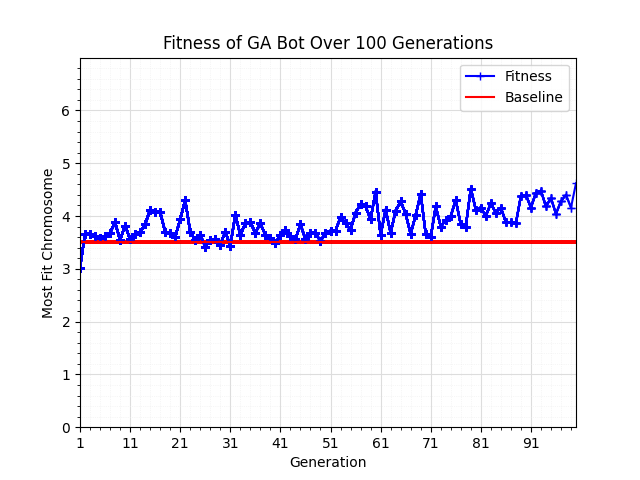 Fitness of GA Bot Over 100 Generations
Fitness
Baseline
Most Fit Chromosome
6
5
4
3
2
1
0
1 11 21 31 41 51 61 71 81 91
Generation